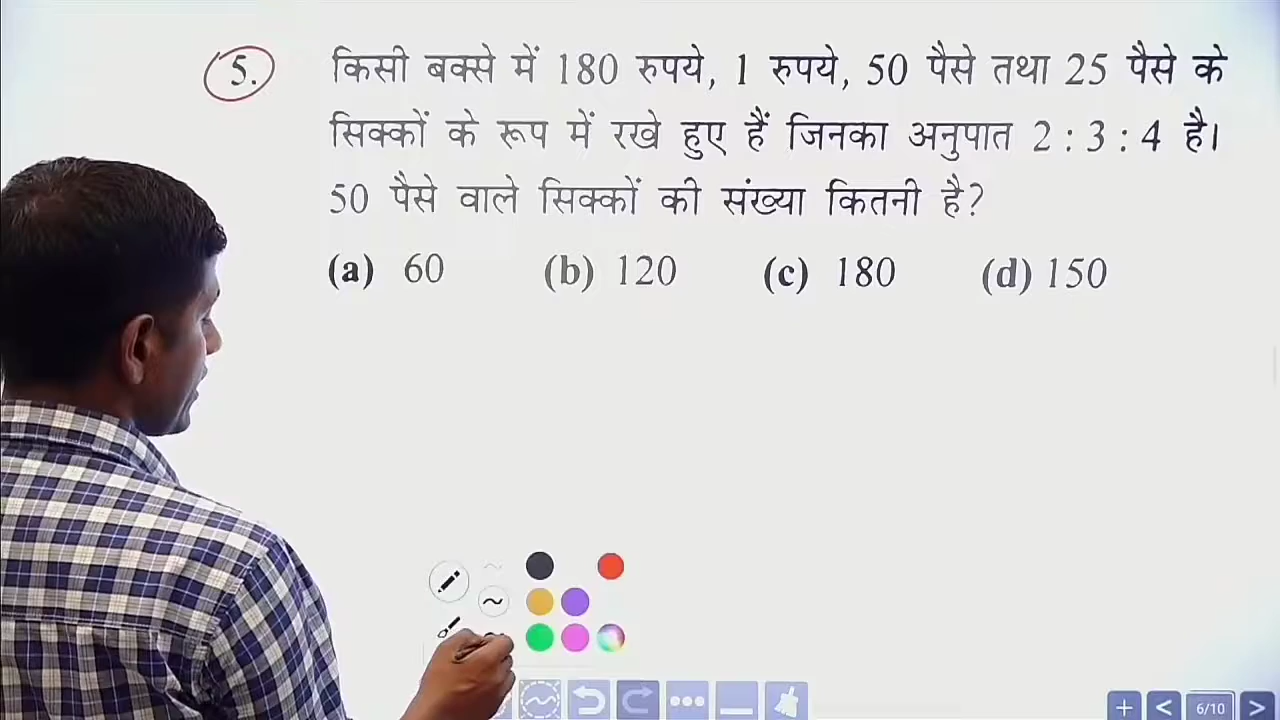 5. किसी बक्से में 180 रुपये, 1 रुपये, 50 पैसे तथा 25 पैसे के
सिक्कों के रूप में रखे हुए हैं जिनका अनुपात 2 : 3 : 4 है।
50 पैसे वाले सिक्कों की संख्या कितनी है?
(a) 60 (b) 120 (c) 180 (d) 150
6/10